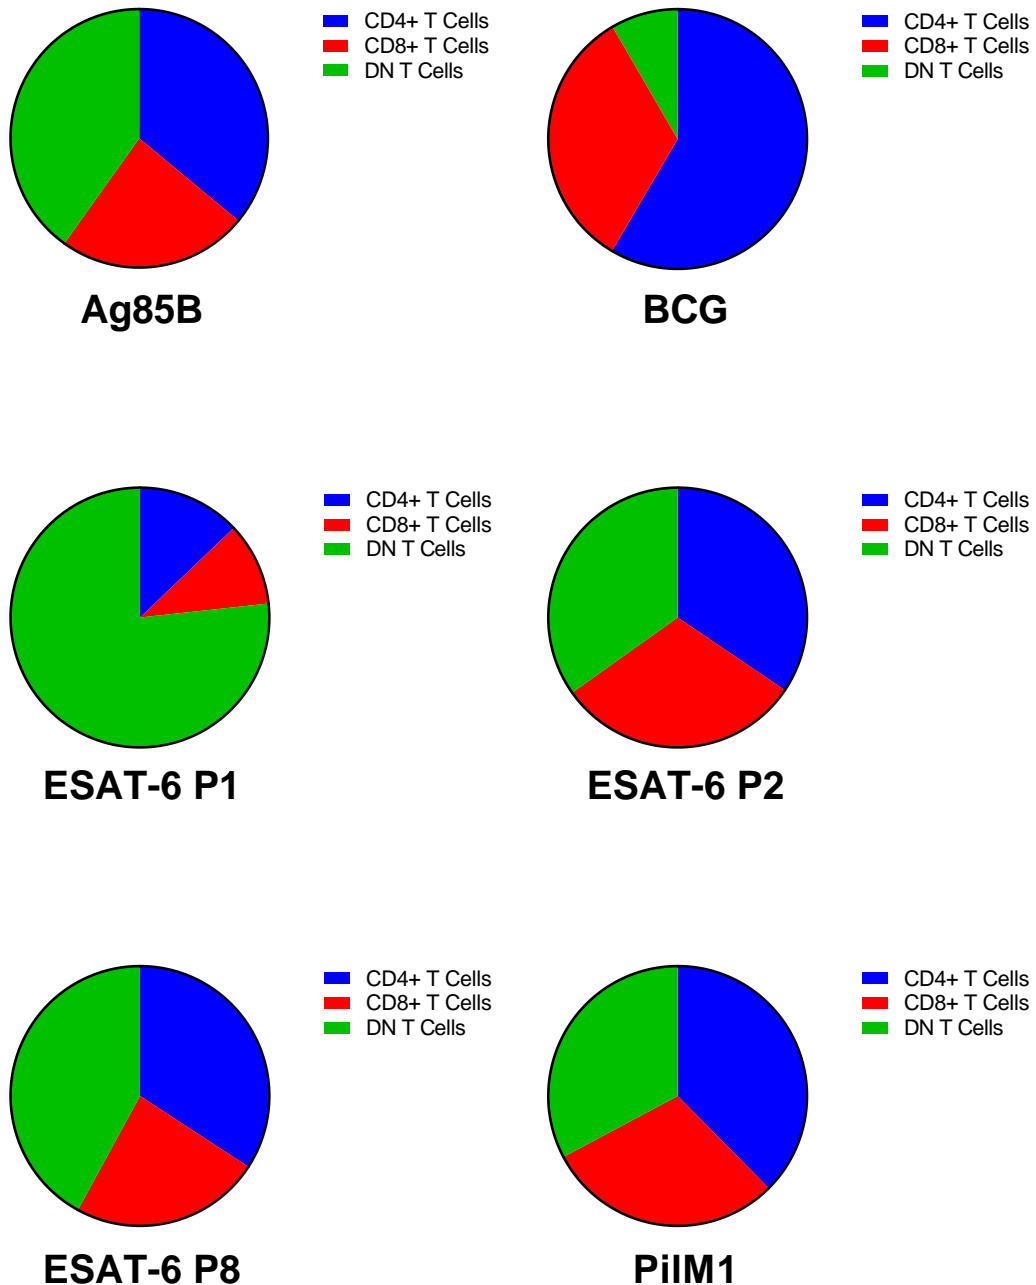 CD4+ T Cells
CD8+ T Cells
DN T Cells
Ag85B
CD4+ T Cells
CD8+ T Cells
DN T Cells
BCG
CD4+ T Cells
CD8+ T Cells
DN T Cells
ESAT-6 P1
CD4+ T Cells
CD8+ T Cells
DN T Cells
ESAT-6 P2
CD4+ T Cells
CD8+ T Cells
DN T Cells
ESAT-6 P8
CD4+ T Cells
CD8+ T Cells
DN T Cells
PilM1